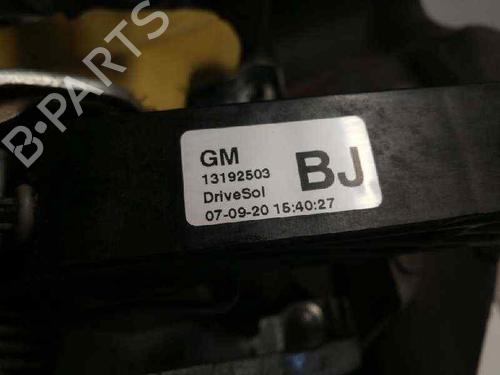 GM
13192503
DriveSol
07-09-20 15:40:27
BJ
B-PARTS